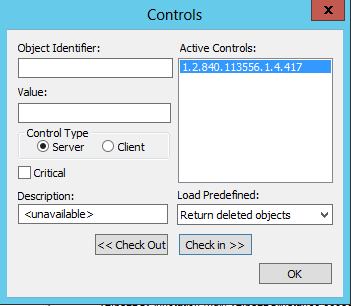 Controls
x
Object Identifier:
Active Controls:
1.2.840.113556.1.4.417
Value:
Control Type
Server
Client
Critical
Description:
Load Predefined:
<unavailable>
Return deleted objects
<< Check Out
Check in >>
OK